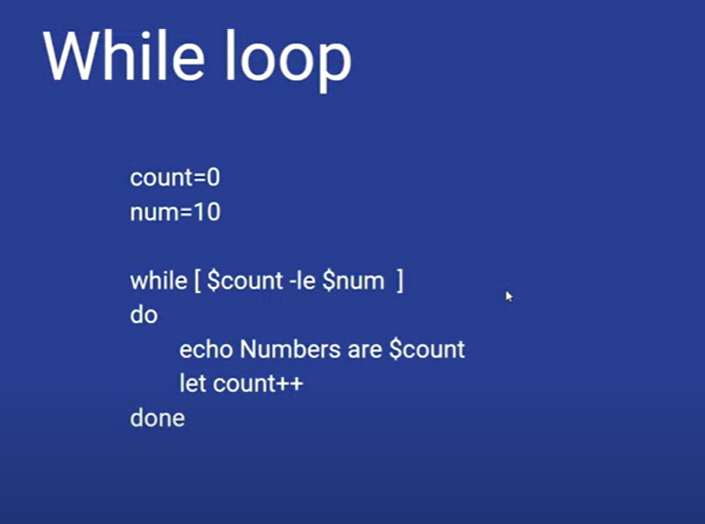 While loop
count=0
num=10
while [ $count -le $num  ]
do
echo Numbers are $count
let count++
done